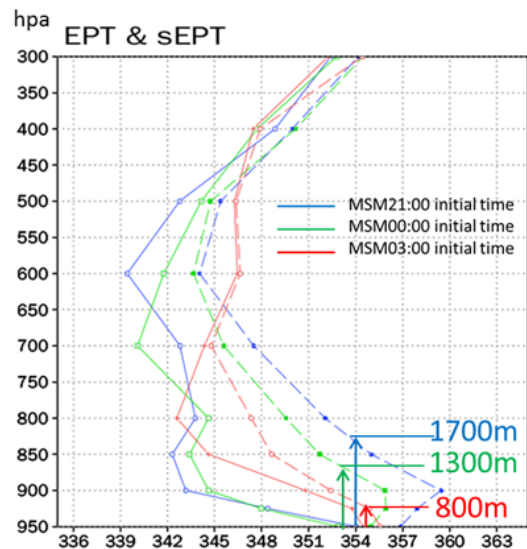 hpa
EPT & sEPT
300
350
400
450
500
550
600
650
700
750
800
850
900
950
MSM21:00 initial time
MSM00:00 initial time
MSM03:00 initial time
1700m
1300m
800m
336 339 342 345 348 351 354 357 360 363